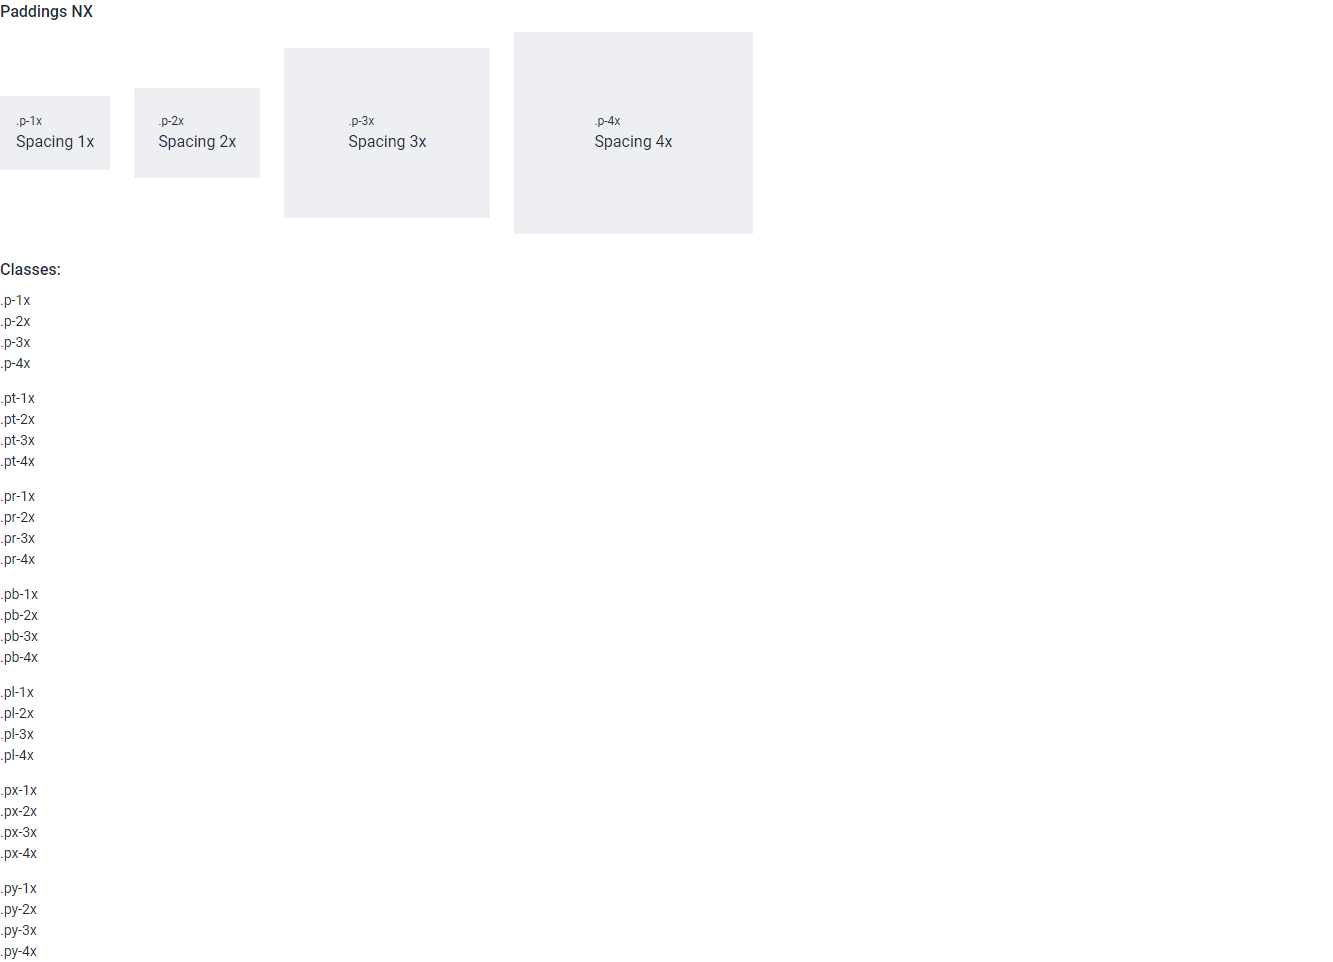 Paddings NX
.p-1x
Spacing 1x
.p-2x
Spacing 2x
.p-3x
Spacing 3x
.p-4x
Spacing 4x
Classes:
.p-1x
.p-2x
.p-3x
.p-4x
.pt-1x
.pt-2x
.pt-3x
.pt-4x
.pr-1x
.pr-2x
.pr-3x
.pr-4x
.pb-1x
.pb-2x
.pb-3x
.pb-4x
.pl-1x
.pl-2x
.pl-3x
.pl-4x
.px-1x
.px-2x
.px-3x
.px-4x
.py-1x
.py-2x
.py-3x
.py-4x